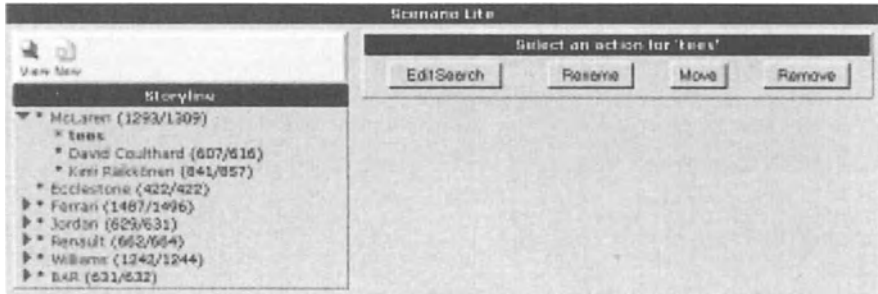 Scenario Lite
View New
Storyline
* McLaren (1293/1309)
* tees
* David Coulthard (607/616)
* Kimi Räikkönen (841/857)
* Ecclestone (422/422)
* Ferrari (1487/1496)
* Jordan (629/631)
* Renault (662/664)
* Williams (1242/1244)
* BAR (631/632)
Select an action for 'tees'
EditSearch Rename Move Remove